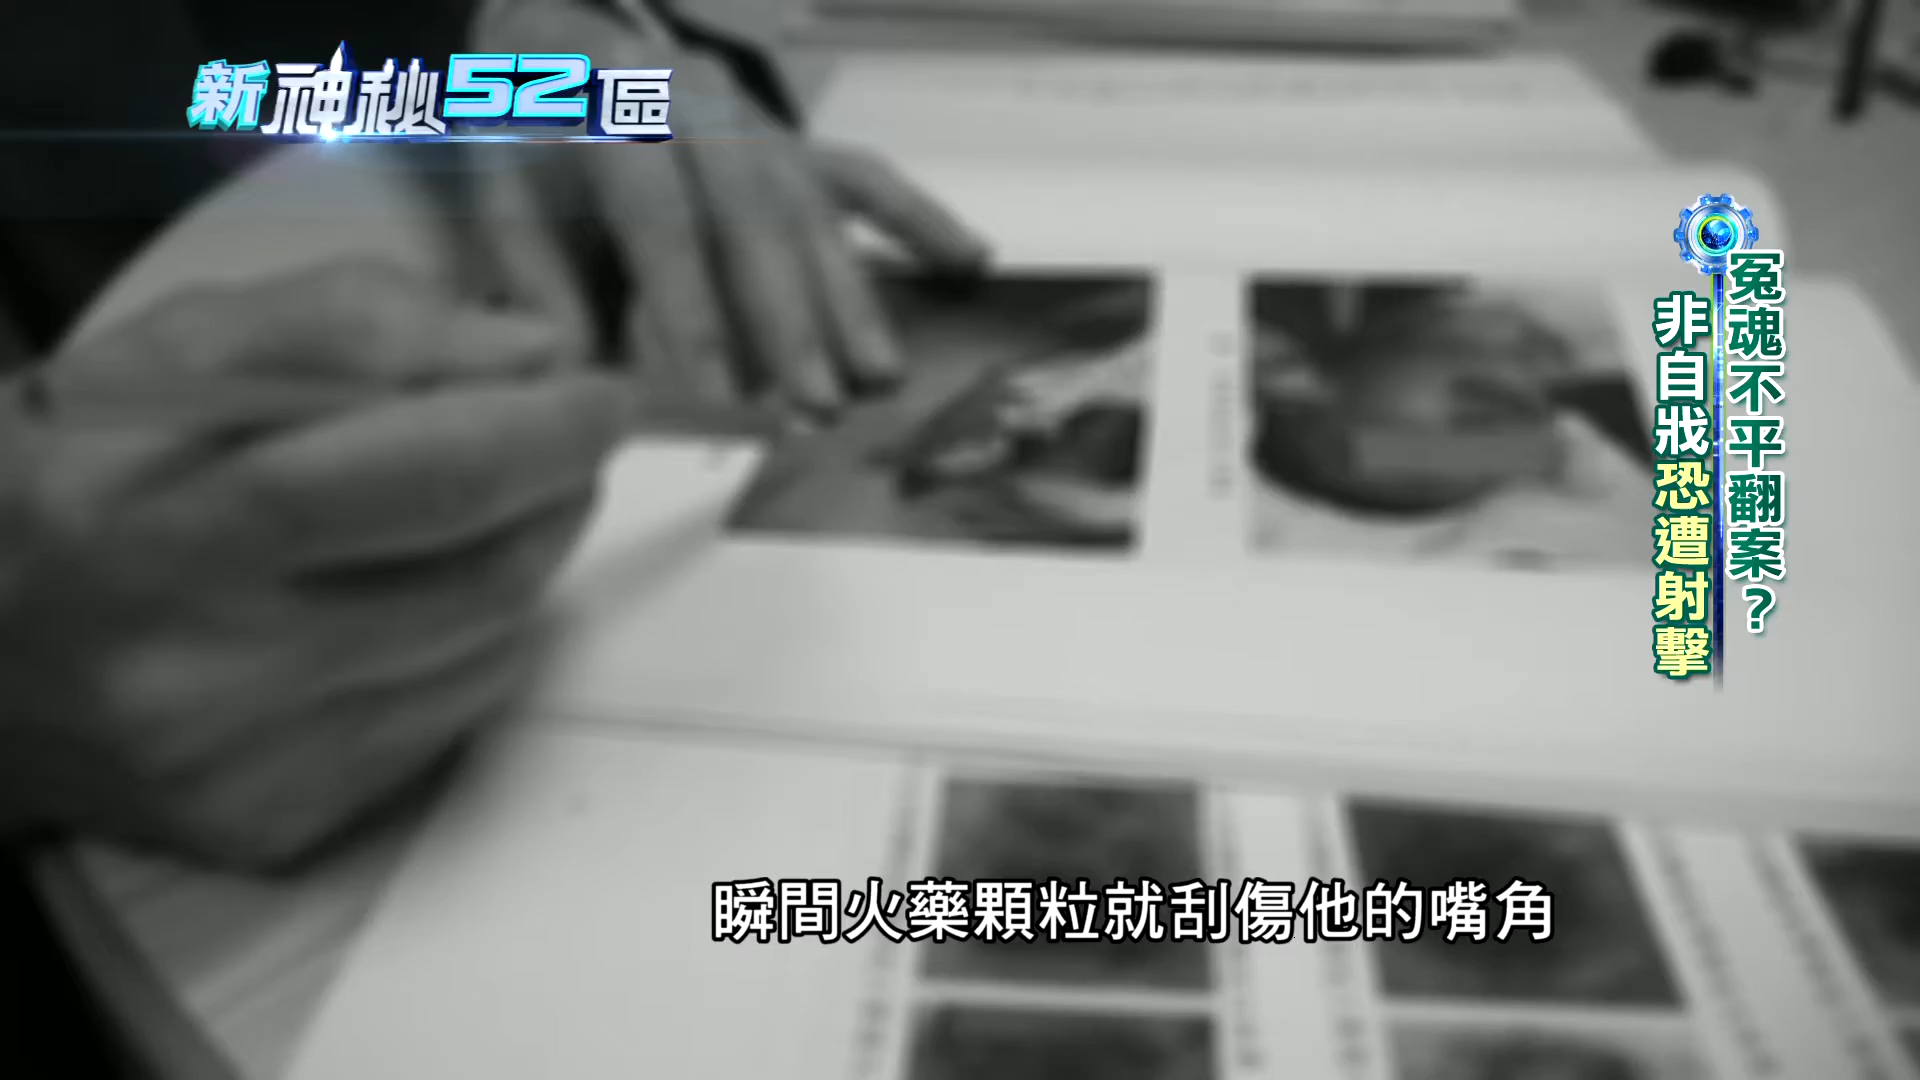 新神秘52區
冤魂不平翻案？
非自戕恐遭射擊
瞬間火藥顆粒就刮傷他的嘴角